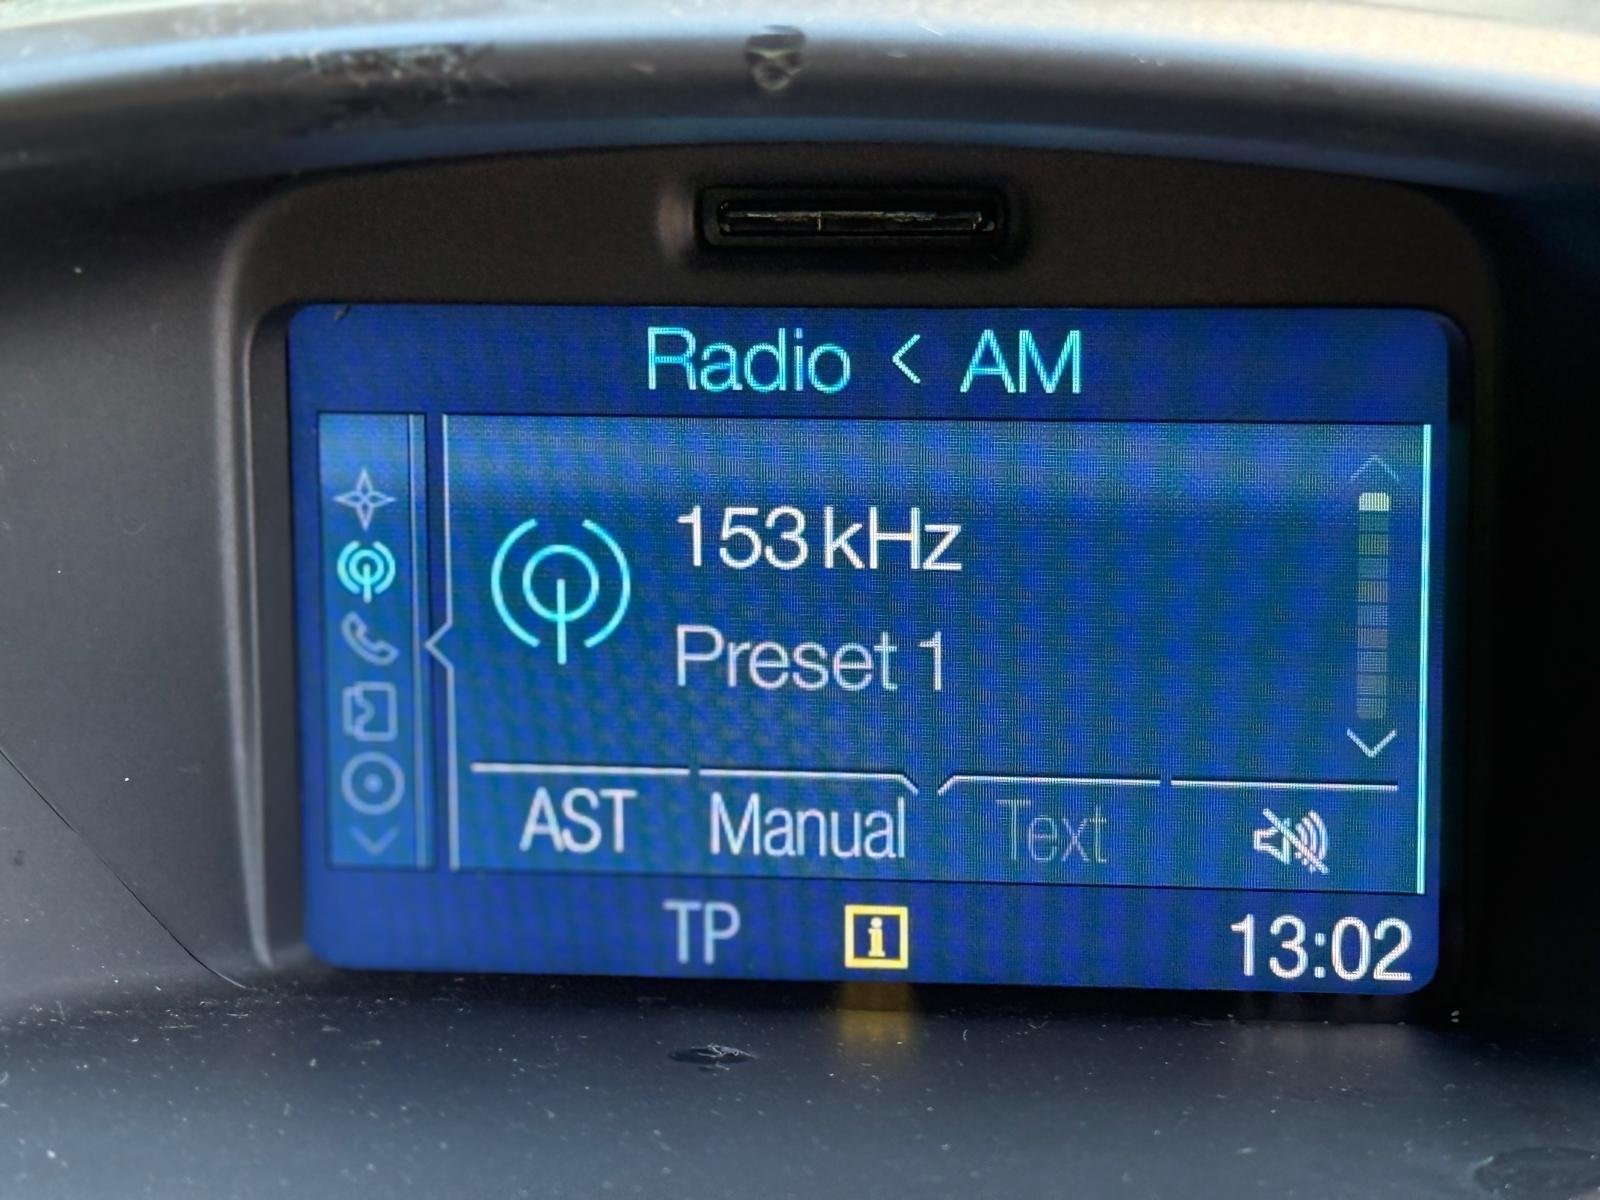 Radio < AM
153 kHz
Preset 1
AST Manual Text
TP i 13:02